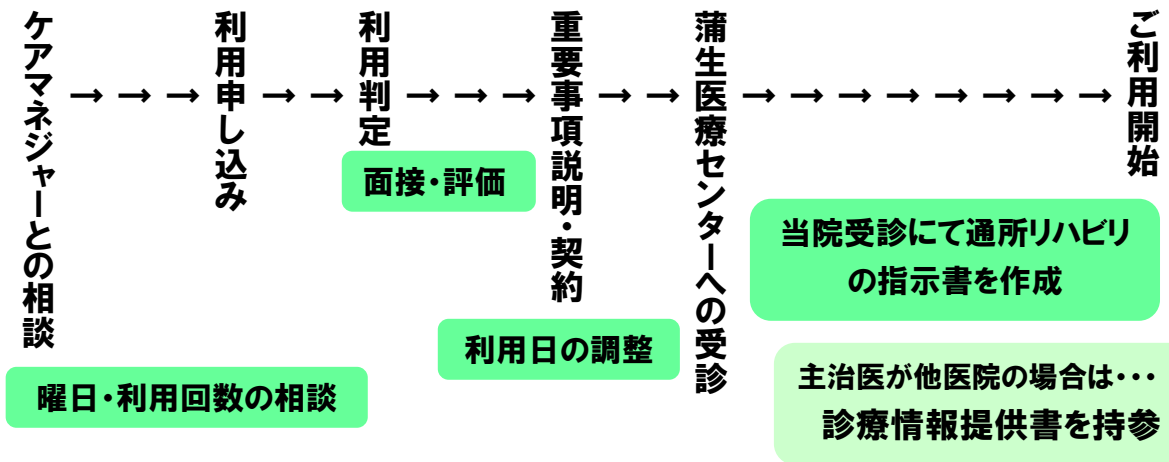 ケアマネジャーとの相談
→ → →
利用申し込み
→ →
利用判定
→ → →
重要事項説明・契約
→ →
蒲生医療センターへの受診
→ → → → → → → →
ご利用開始
面接・評価
当院受診にて通所リハビリ
の指示書を作成
利用日の調整
曜日・利用回数の相談
主治医が他医院の場合は・・・
診療情報提供書を持参